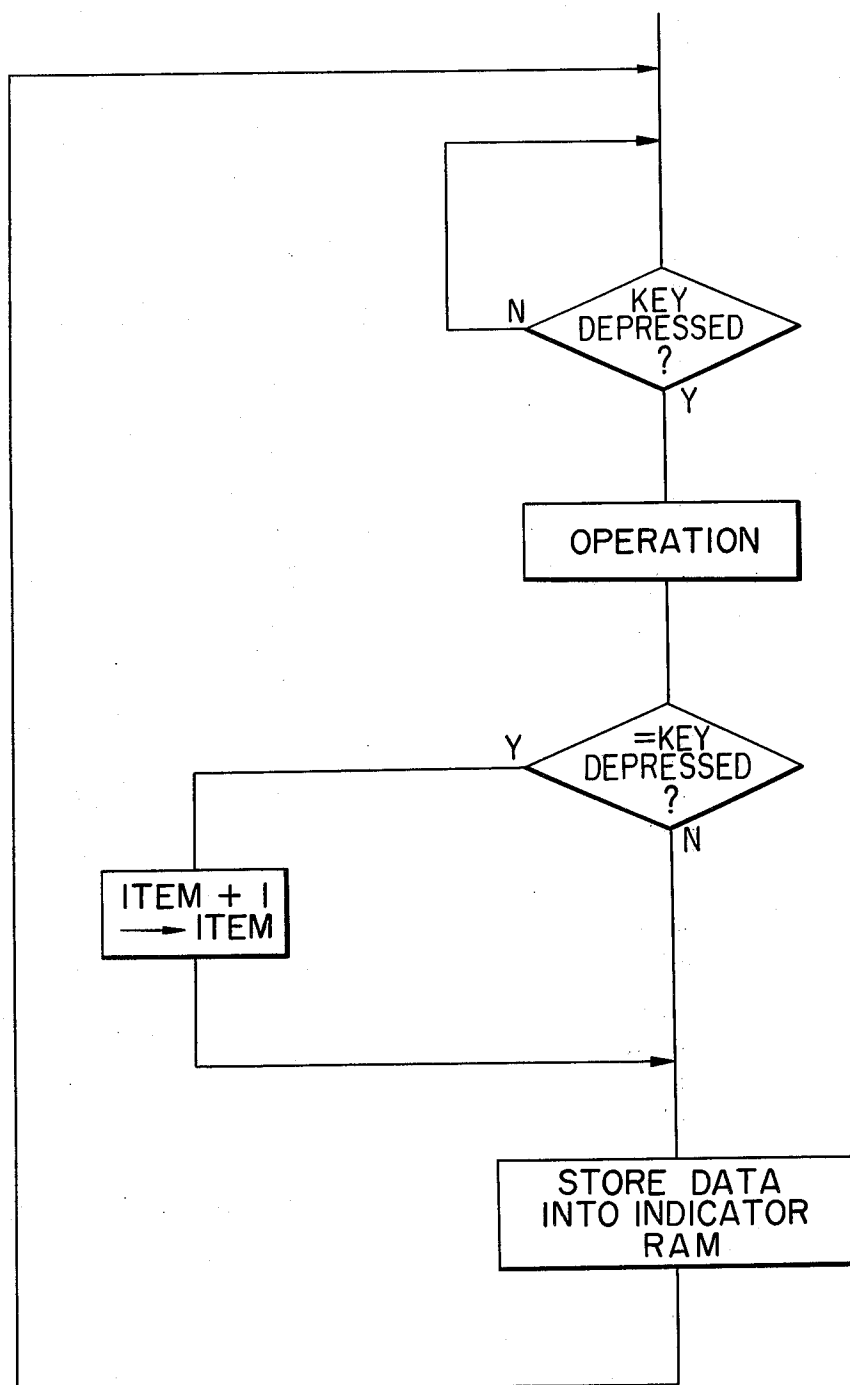 KEY
DEPRESSED
?
N
Y
OPERATION
=KEY
DEPRESSED
?
Y
N
ITEM + 1
→ ITEM
STORE DATA
INTO INDICATOR
RAM